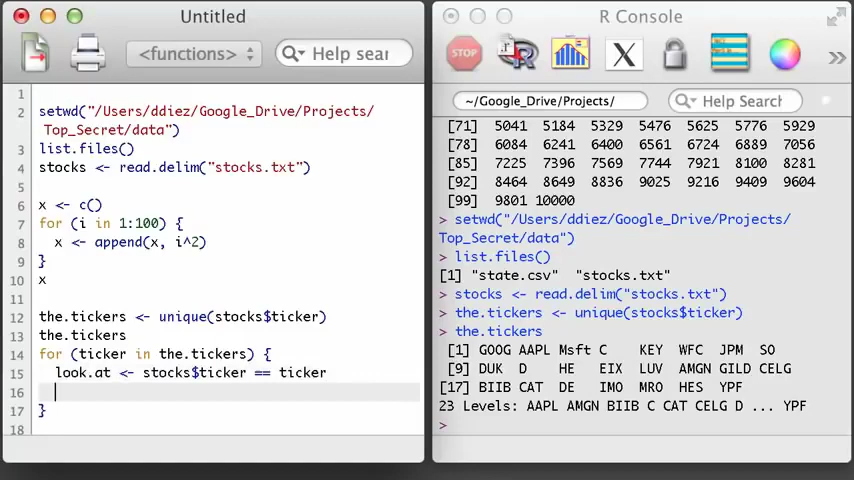 Untitled
<functions>
Help sear
1
2 setwd("/Users/ddiez/Google_Drive/Projects/
Top_Secret/data")
3 list.files()
4 stocks <- read.delim("stocks.txt")
5
6 x <- c()
7 for (i in 1:100) {
8 x <- append(x, i^2)
9 }
10 x
11
12 the.tickers <- unique(stocks$ticker)
13 the.tickers
14 for (ticker in the.tickers) {
15 look.at <- stocks$ticker == ticker
16
17 }
18
R Console
STOP
R
X
»
~/Google_Drive/Projects/
Help Search
[71] 5041 5184 5329 5476 5625 5776 5929
[78] 6084 6241 6400 6561 6724 6889 7056
[85] 7225 7396 7569 7744 7921 8100 8281
[92] 8464 8649 8836 9025 9216 9409 9604
[99] 9801 10000
> setwd("/Users/ddiez/Google_Drive/Projects/
Top_Secret/data")
> list.files()
[1] "state.csv" "stocks.txt"
> stocks <- read.delim("stocks.txt")
> the.tickers <- unique(stocks$ticker)
> the.tickers
[1] GOOG AAPL Msft C KEY WFC JPM SO
[9] DUK D HE EIX LUV AMGN GILD CELG
[17] BIIB CAT DE IMO MRO HES YPF
23 Levels: AAPL AMGN BIIB C CAT CELG D ... YPF
>